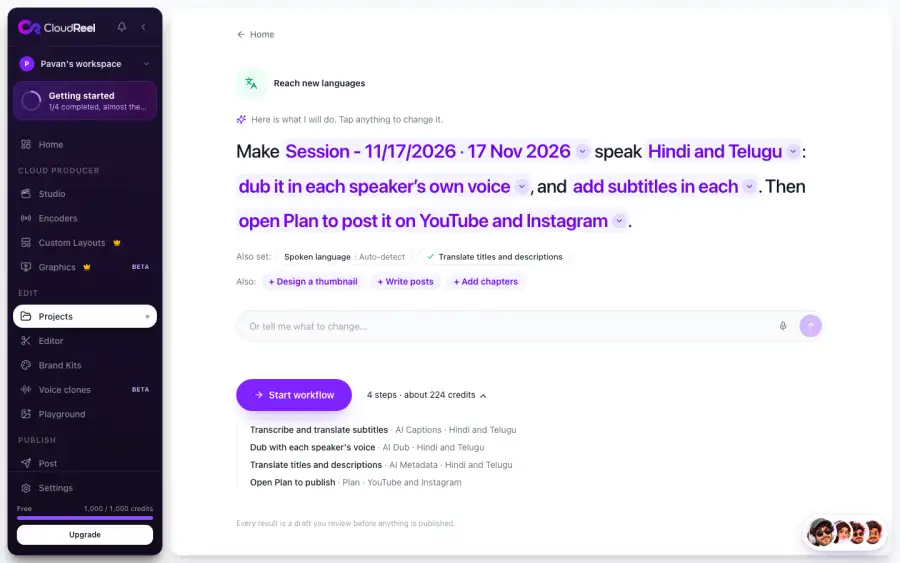 CloudReel
P Pavan's workspace
Getting started
1/4 completed, almost the...
Home
CLOUD PRODUCER
Studio
Encoders
Custom Layouts
Graphics BETA
EDIT
Projects
Editor
Brand Kits
Voice clones BETA
Playground
PUBLISH
Post
Settings
Free 1,000 / 1,000 credits
Upgrade
← Home
Reach new languages
Here is what I will do. Tap anything to change it.
Make Session - 11/17/2026 · 17 Nov 2026 speak Hindi and Telugu :
dub it in each speaker's own voice , and add subtitles in each . Then
open Plan to post it on YouTube and Instagram .
Also set: Spoken language : Auto-detect ✓ Translate titles and descriptions
Also: + Design a thumbnail + Write posts + Add chapters
Or tell me what to change...
→ Start workflow 4 steps · about 224 credits
Transcribe and translate subtitles · AI Captions · Hindi and Telugu
Dub with each speaker's voice · AI Dub · Hindi and Telugu
Translate titles and descriptions · AI Metadata · Hindi and Telugu
Open Plan to publish · Plan · YouTube and Instagram
Every result is a draft you review before anything is published.